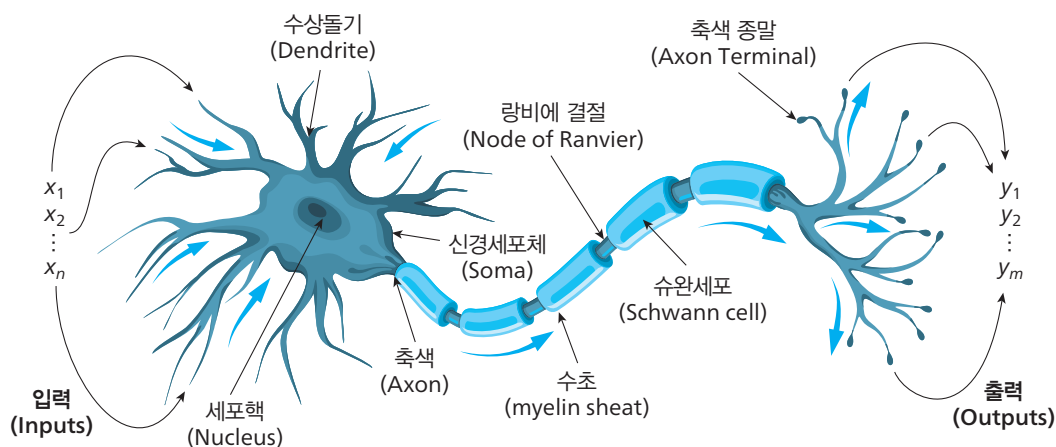 수상돌기
(Dendrite)
축색 종말
(Axon Terminal)
랑비에 결절
(Node of Ranvier)
x1
x2
⋮
xn
y1
y2
⋮
ym
신경세포체
(Soma)
슈완세포
(Schwann cell)
축색
(Axon)
수초
(myelin sheat)
입력
(Inputs)
세포핵
(Nucleus)
출력
(Outputs)